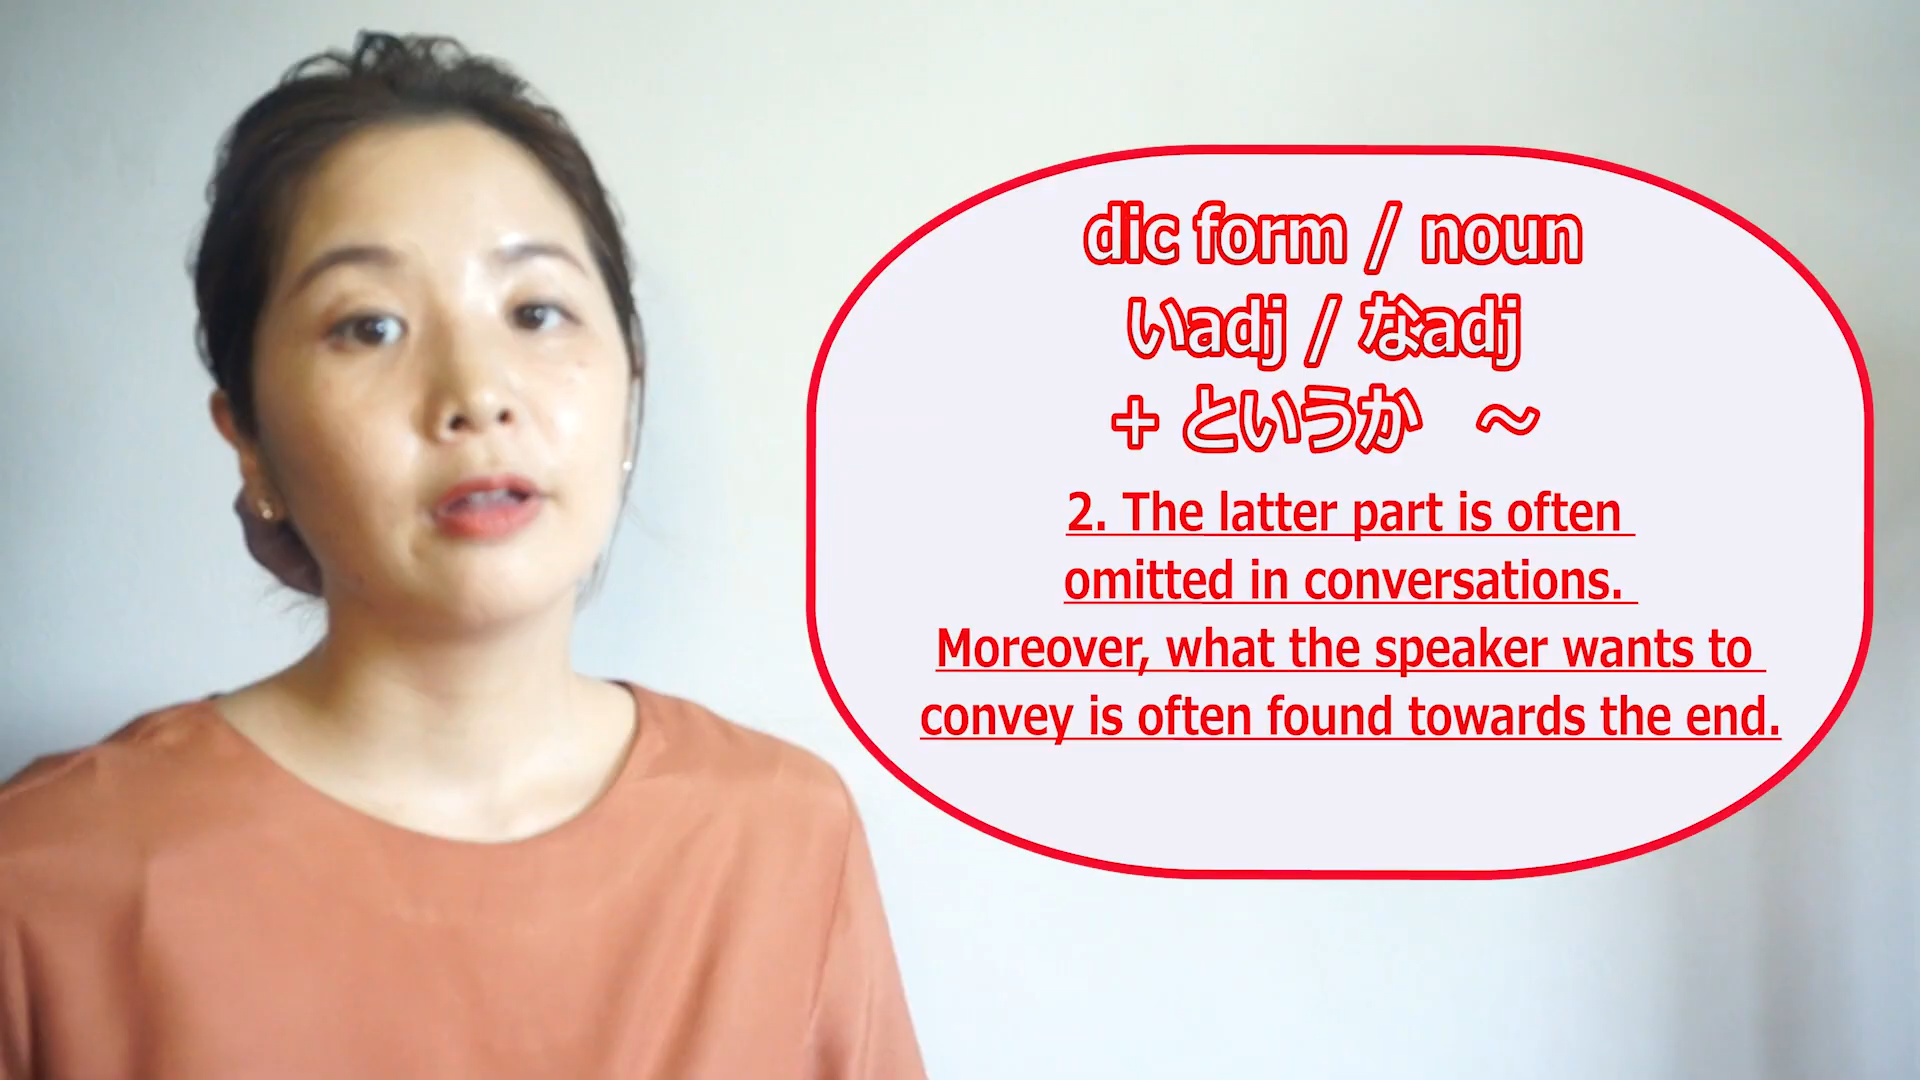 dic form / noun
いadj / なadj
+ というか ～
2. The latter part is often
omitted in conversations.
Moreover, what the speaker wants to
convey is often found towards the end.